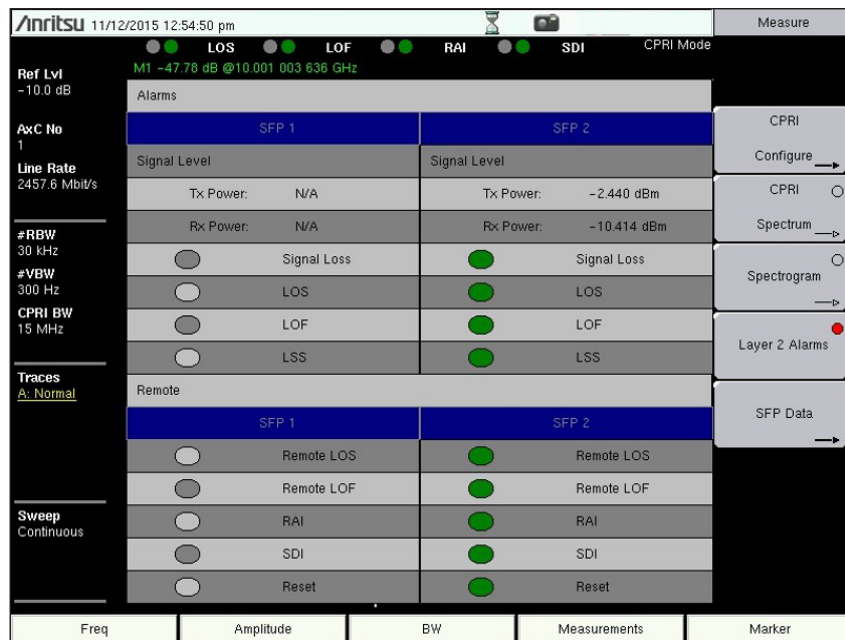 Anritsu 11/12/2015 12:54:50 pm
Measure
LOS LOF RAI SDI CPRI Mode
M1 -47.78 dB @10.001 003 636 GHz
Ref Lvl
-10.0 dB
AxC No
1
Line Rate
2457.6 Mbit/s
#RBW
30 kHz
#VBW
300 Hz
CPRI BW
15 MHz
Traces
A: Normal
Sweep
Continuous
Alarms
SFP 1 SFP 2
Signal Level Signal Level
Tx Power: N/A Tx Power: -2.440 dBm
Rx Power: N/A Rx Power: -10.414 dBm
Signal Loss Signal Loss
LOS LOS
LOF LOF
LSS LSS
Remote
SFP 1 SFP 2
Remote LOS Remote LOS
Remote LOF Remote LOF
RAI RAI
SDI SDI
Reset Reset
CPRI
Configure
CPRI
Spectrum
Spectrogram
Layer 2 Alarms
SFP Data
Freq Amplitude BW Measurements Marker